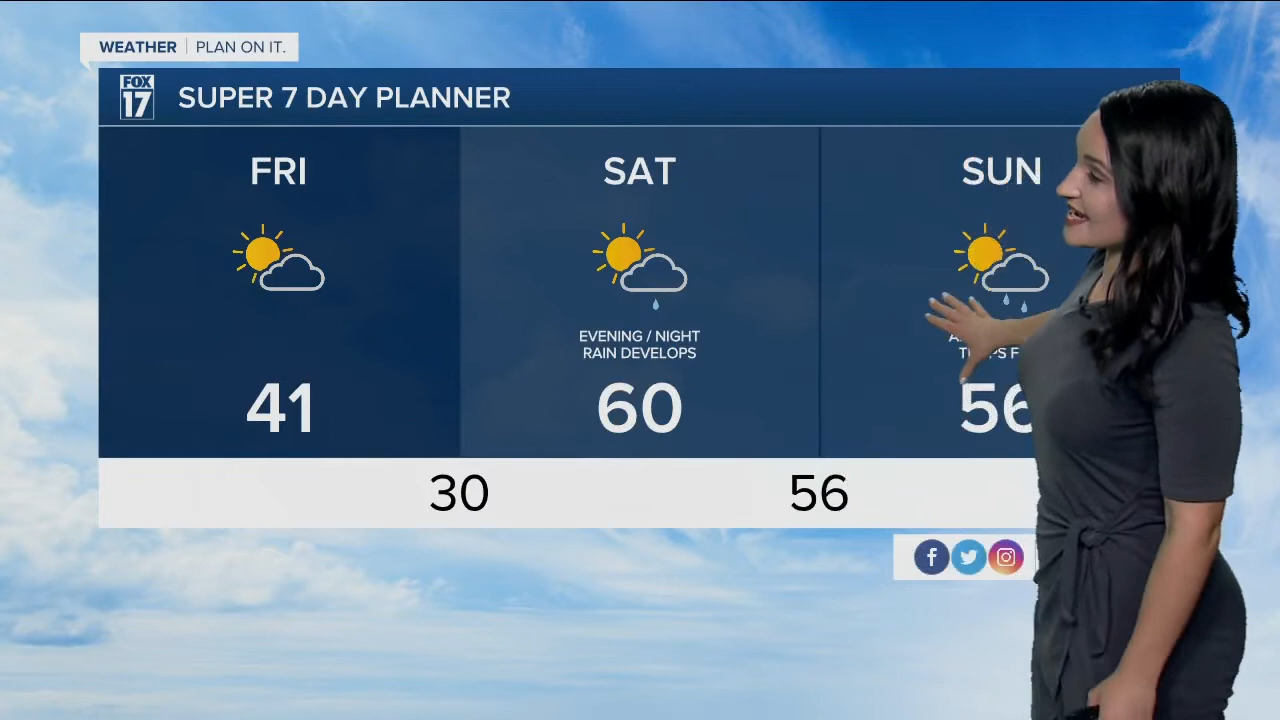 WEATHER | PLAN ON IT.
FOX 17
SUPER 7 DAY PLANNER
FRI
SAT
SUN
EVENING / NIGHT
RAIN DEVELOPS
41
60
56
30
56